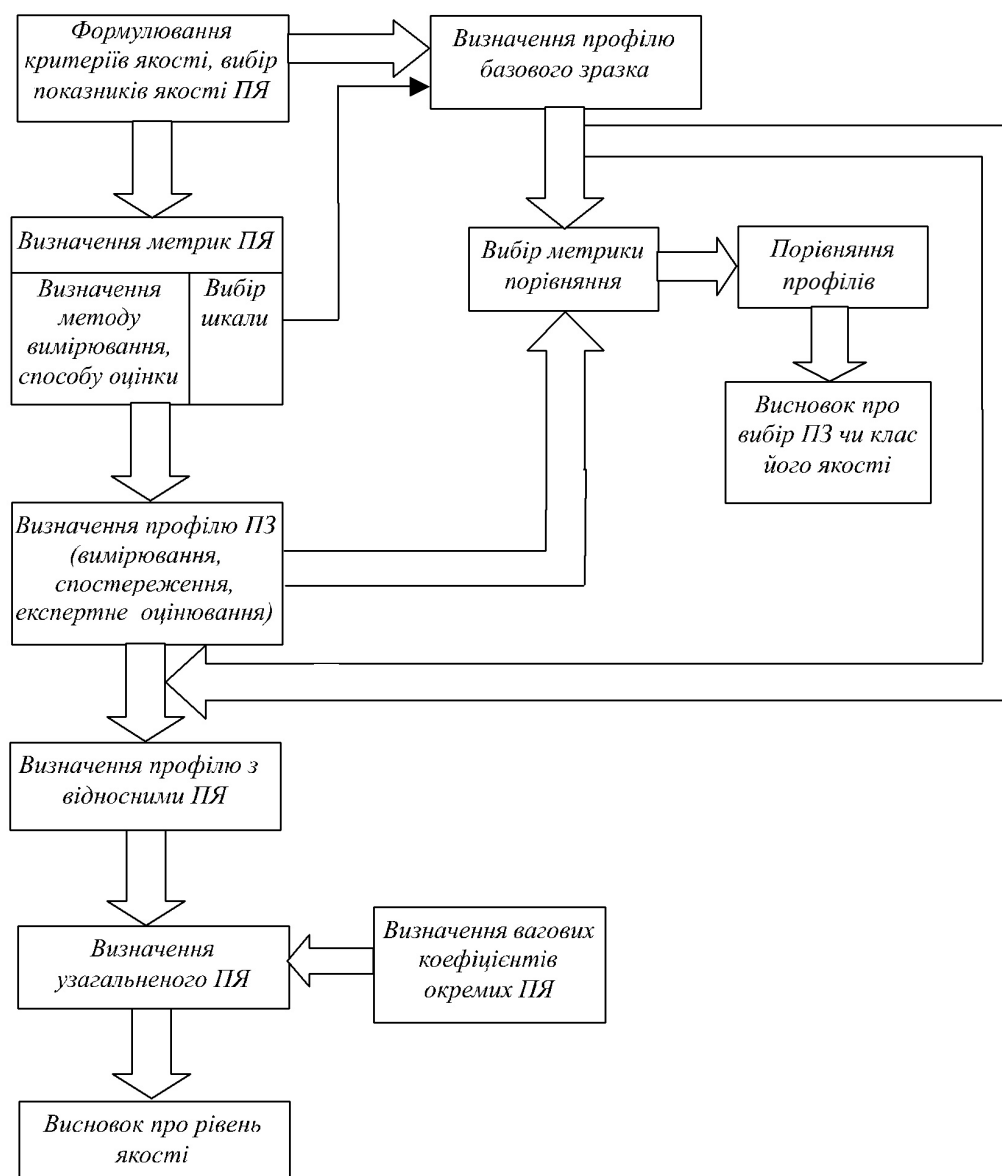 Формулювання
критеріїв якості, вибір
показників якості ПЯ
Визначення профілю
базового зразка
Визначення метрик ПЯ
Визначення
методу
вимірювання,
способу оцінки
Вибір
шкали
Вибір метрики
порівняння
Порівняння
профілів
Висновок про
вибір ПЗ чи клас
його якості
Визначення профілю ПЗ
(вимірювання,
спостереження,
експертне оцінювання)
Визначення профілю з
відносними ПЯ
Визначення
узагальненого ПЯ
Визначення вагових
коефіцієнтів
окремих ПЯ
Висновок про рівень
якості